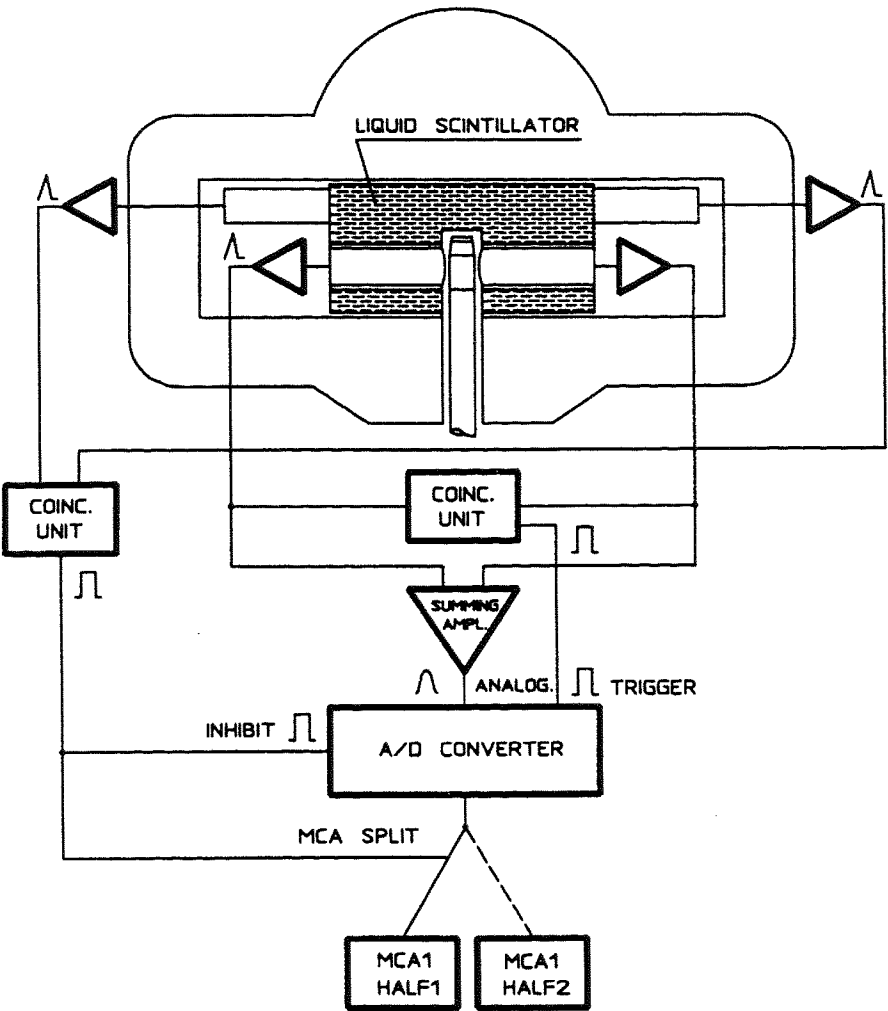 LIQUID SCINTILLATOR
COINC.
UNIT
COINC.
UNIT
SUMMING
AMPL.
ANALOG.
TRIGGER
INHIBIT
A/D CONVERTER
MCA SPLIT
MCA1
HALF1
MCA1
HALF2